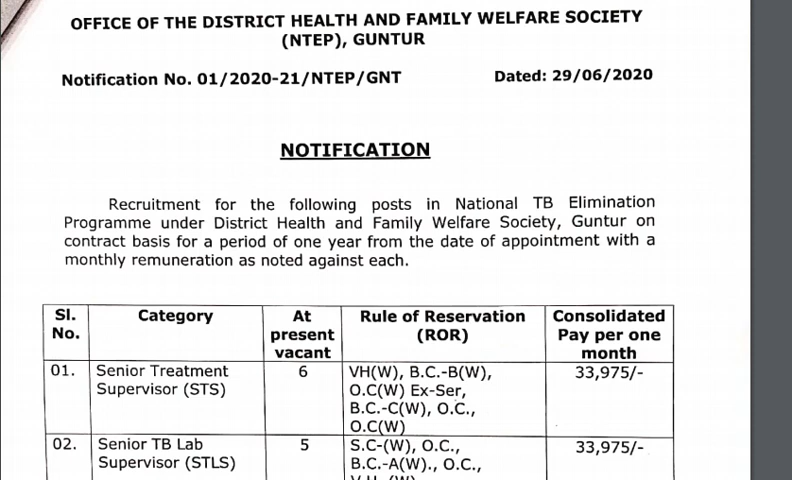 OFFICE OF THE DISTRICT HEALTH AND FAMILY WELFARE SOCIETY
(NTEP), GUNTUR
Notification No. 01/2020-21/NTEP/GNT Dated: 29/06/2020
NOTIFICATION
Recruitment for the following posts in National TB Elimination
Programme under District Health and Family Welfare Society, Guntur on
contract basis for a period of one year from the date of appointment with a
monthly remuneration as noted against each.
Sl. No. Category At present vacant Rule of Reservation (ROR) Consolidated Pay per one month
01. Senior Treatment Supervisor (STS) 6 VH(W), B.C.-B(W), O.C(W) Ex-Ser, B.C.-C(W), O.C., O.C(W) 33,975/-
02. Senior TB Lab Supervisor (STLS) 5 S.C-(W), O.C., B.C.-A(W)., O.C., 33,975/-